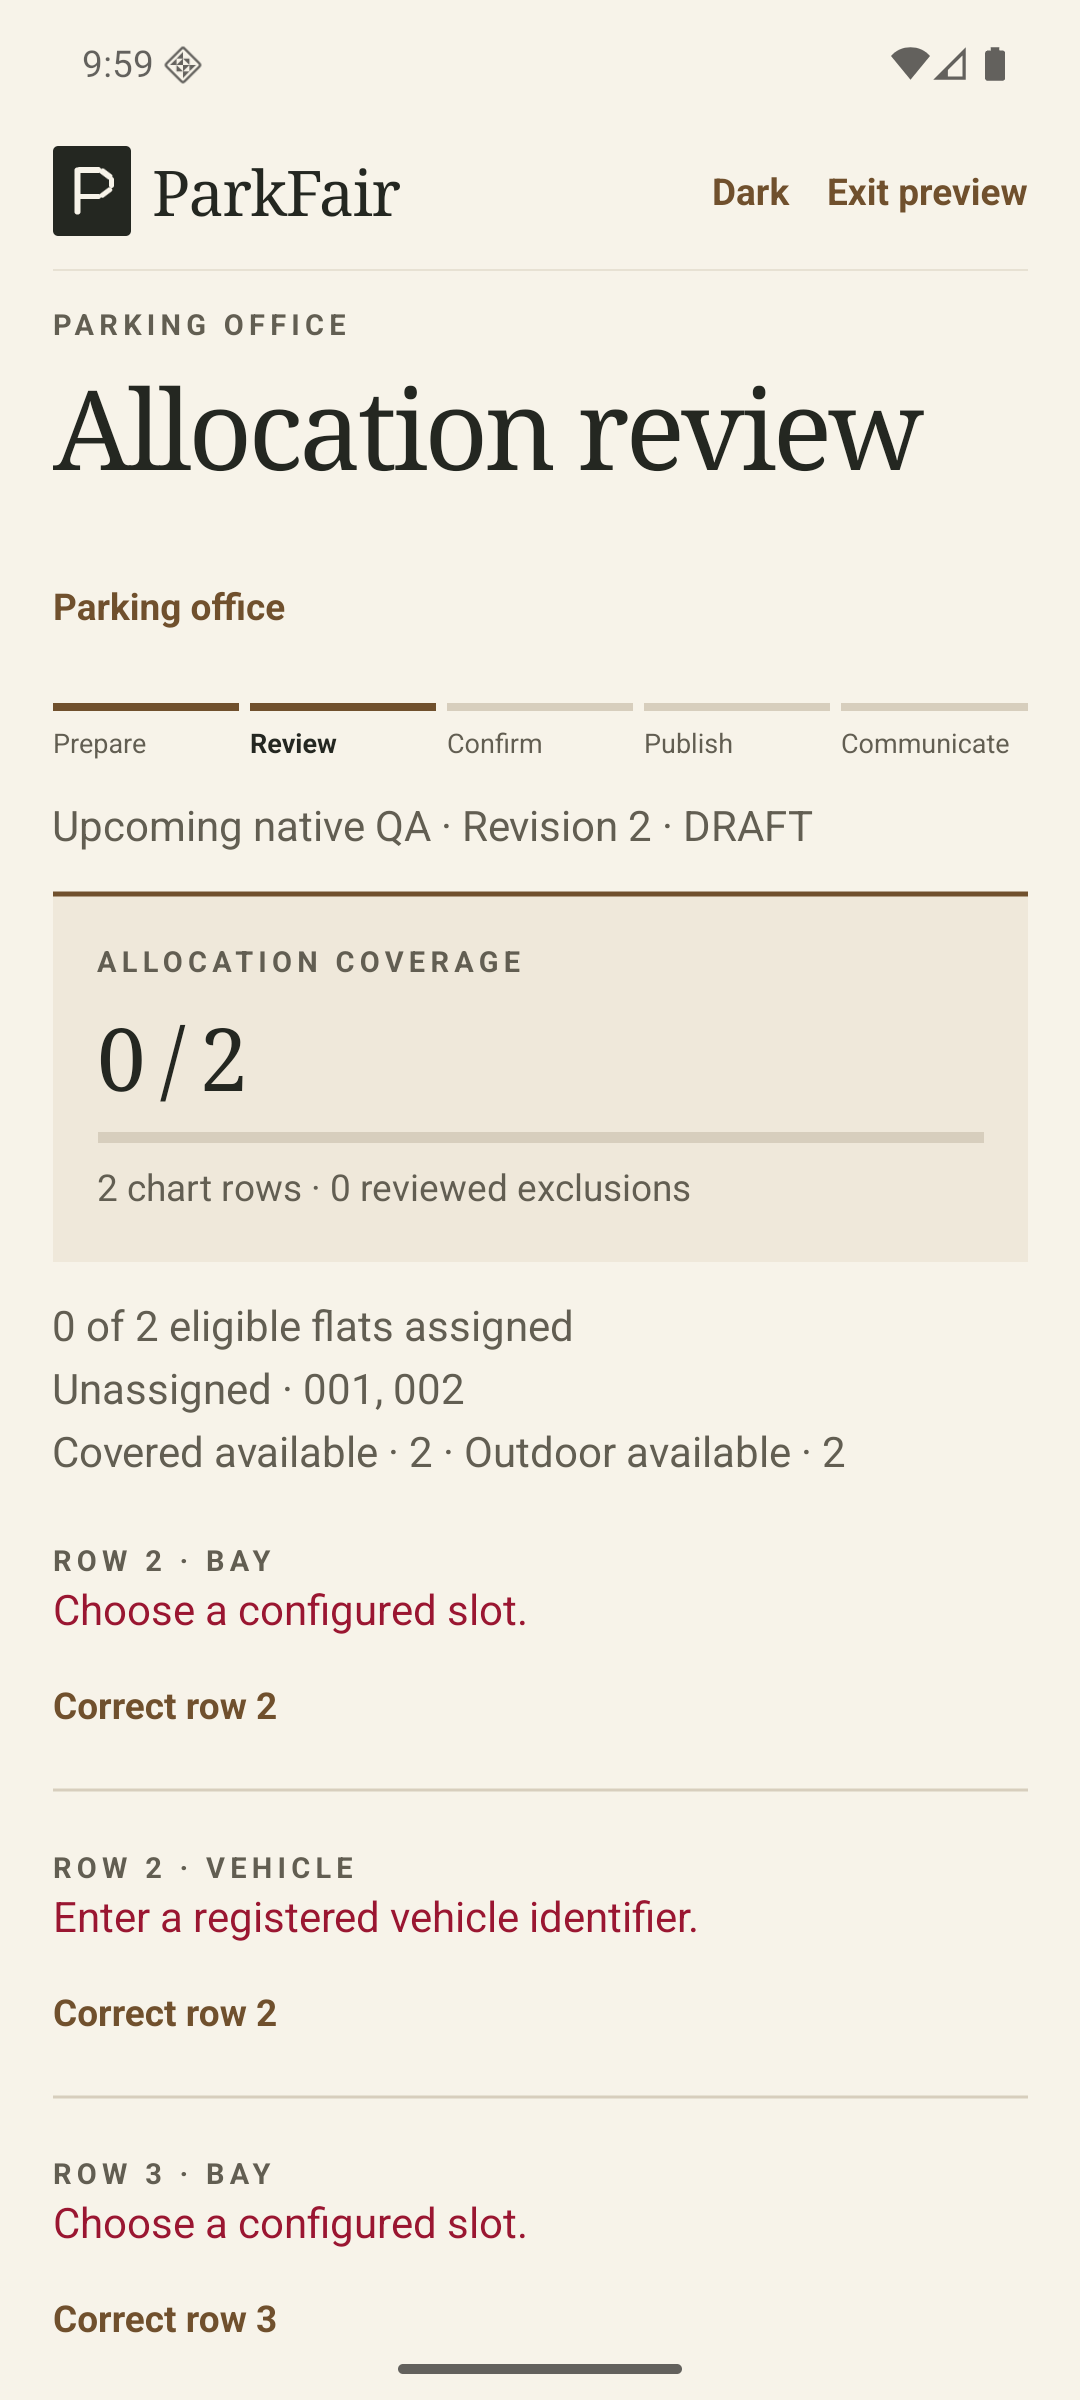 9:59
ParkFair
Dark Exit preview
PARKING OFFICE
Allocation review
Parking office
Prepare Review Confirm Publish Communicate
Upcoming native QA · Revision 2 · DRAFT
ALLOCATION COVERAGE
0 / 2
2 chart rows · 0 reviewed exclusions
0 of 2 eligible flats assigned
Unassigned · 001, 002
Covered available · 2 · Outdoor available · 2
ROW 2 · BAY
Choose a configured slot.
Correct row 2
ROW 2 · VEHICLE
Enter a registered vehicle identifier.
Correct row 2
ROW 3 · BAY
Choose a configured slot.
Correct row 3